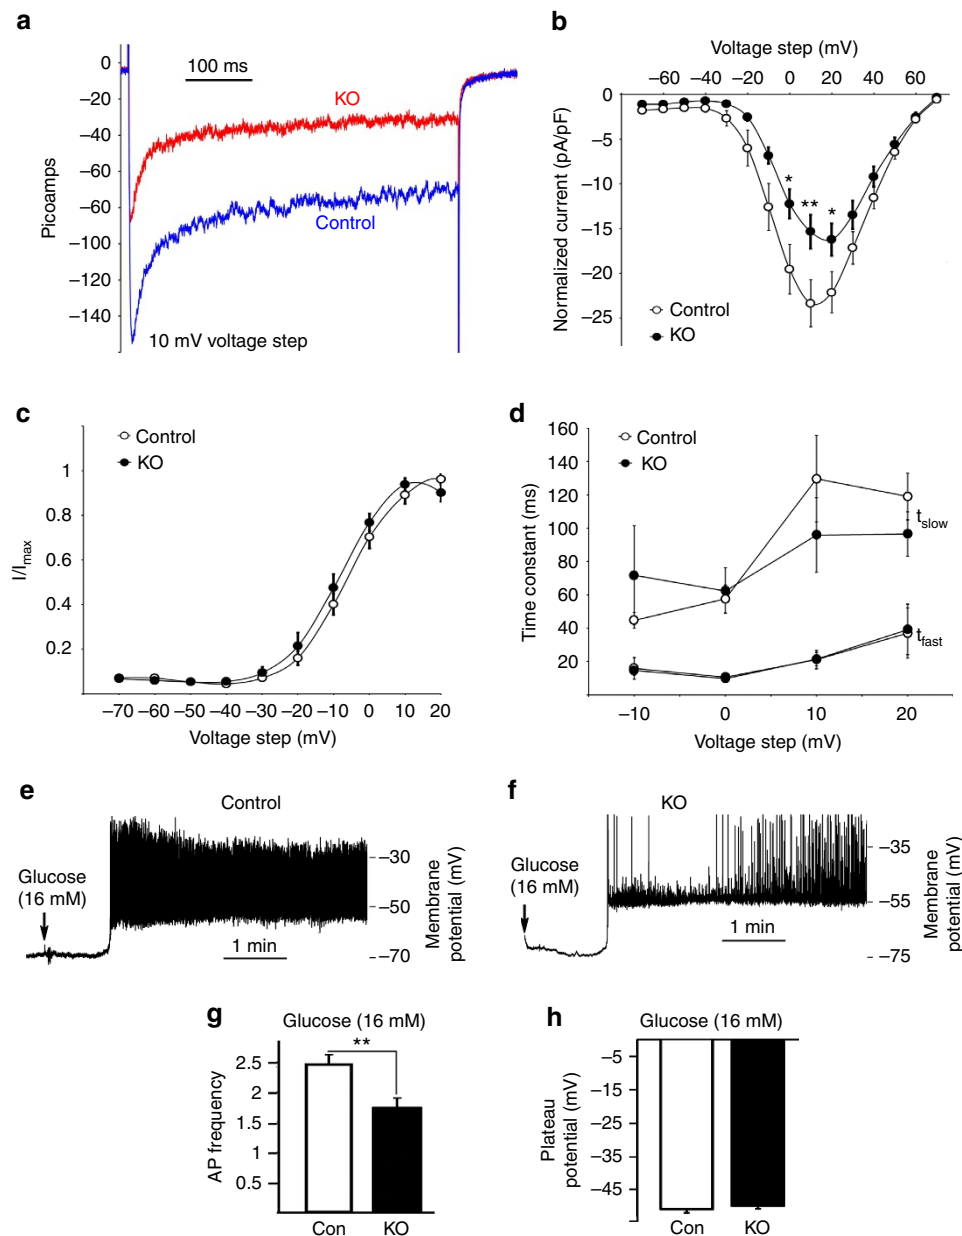 a
0
−20
−40
−60
−80
−100
−120
−140
Picoamps
100 ms
KO
Control
10 mV voltage step
b
Voltage step (mV)
−60 −40 −20 0 20 40 60
0
−5
−10
−15
−20
−25
Normalized current (pA/pF)
*
**
*
Control
KO
c
Control
KO
1
0.8
0.6
0.4
0.2
I/Imax
−70 −60 −50 −40 −30 −20 −10 0 10 20
Voltage step (mV)
d
160
140
120
100
80
60
40
20
Time constant (ms)
Control
KO
tslow
tfast
−10 0 10 20
Voltage step (mV)
e
Control
Glucose
(16 mM)
1 min
−30
−50
−70
Membrane
potential (mV)
f
KO
Glucose
(16 mM)
1 min
−35
−55
−75
Membrane
potential (mV)
g
Glucose (16 mM)
**
2.5
2
1.5
1
0.5
AP frequency
Con KO
h
Glucose (16 mM)
−5
−15
−25
−35
−45
Plateau
potential (mV)
Con KO